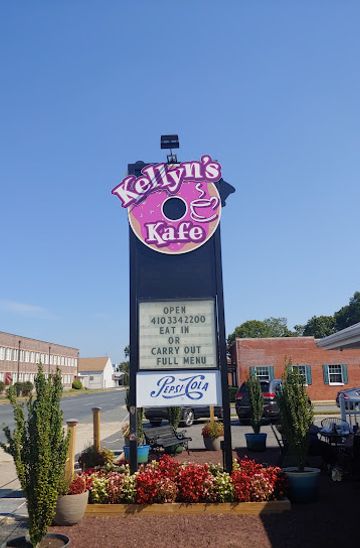 Kellyn's
Kafe
OPEN
4103342200
EAT IN
OR
CARRY OUT
FULL MENU
PEPSI-COLA